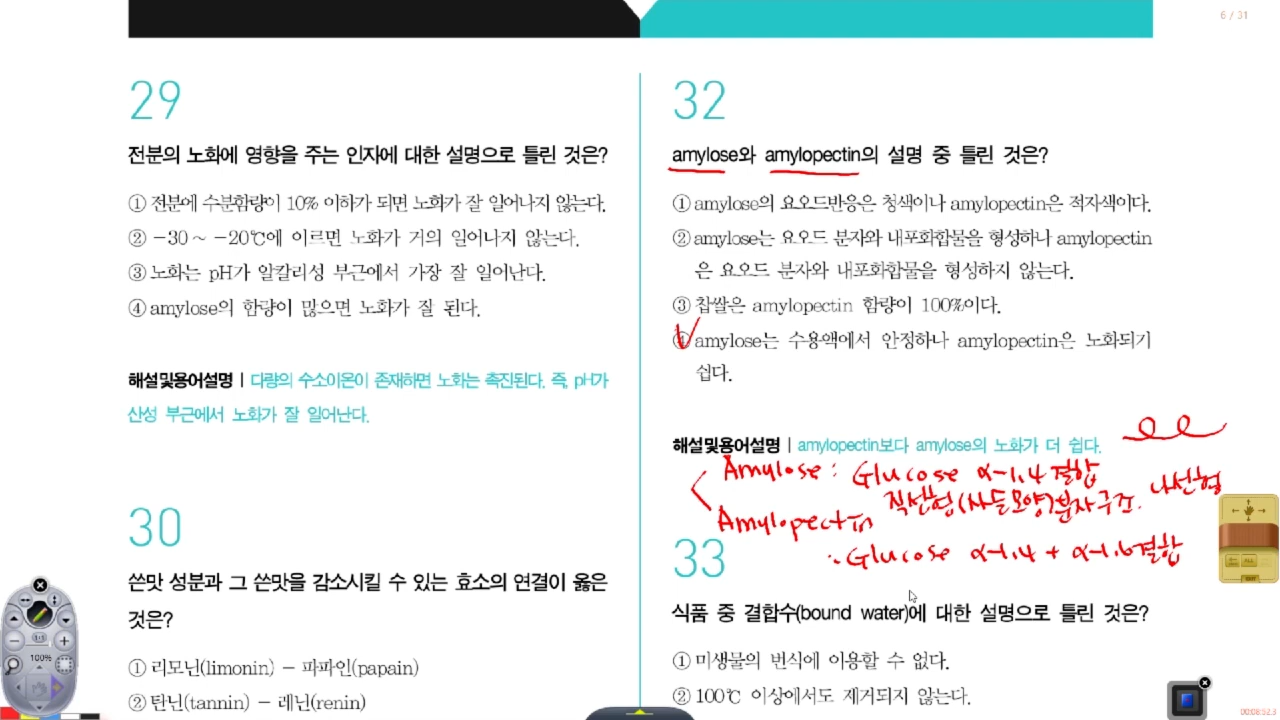 6 / 31
29
전분의 노화에 영향을 주는 인자에 대한 설명으로 틀린 것은?
① 전분에 수분함량이 10% 이하가 되면 노화가 잘 일어나지 않는다.
② -30 ~ -20℃에 이르면 노화가 거의 일어나지 않는다.
③ 노화는 pH가 알칼리성 부근에서 가장 잘 일어난다.
④ amylose의 함량이 많으면 노화가 잘 된다.
해설및용어설명 | 다량의 수소이온이 존재하면 노화는 촉진된다. 즉, pH가
산성 부근에서 노화가 잘 일어난다.
30
쓴맛 성분과 그 쓴맛을 감소시킬 수 있는 효소의 연결이 옳은
것은?
① 리모닌(limonin) - 파파인(papain)
② 탄닌(tannin) - 레닌(renin)
32
amylose와 amylopectin의 설명 중 틀린 것은?
① amylose의 요오드반응은 청색이나 amylopectin은 적자색이다.
② amylose는 요오드 분자와 내포화합물을 형성하나 amylopectin
은 요오드 분자와 내포화합물을 형성하지 않는다.
③ 찹쌀은 amylopectin 함량이 100%이다.
④ amylose는 수용액에서 안정하나 amylopectin은 노화되기
쉽다.
해설및용어설명 | amylopectin보다 amylose의 노화가 더 쉽다.
Amylose : Glucose α-1,4 결합
직선형(사슬모양)분자구조. 나선형
Amylopectin
: Glucose α-1,4 + α-1,6결합
33
식품 중 결합수(bound water)에 대한 설명으로 틀린 것은?
① 미생물의 번식에 이용할 수 없다.
② 100℃ 이상에서도 제거되지 않는다.
100%